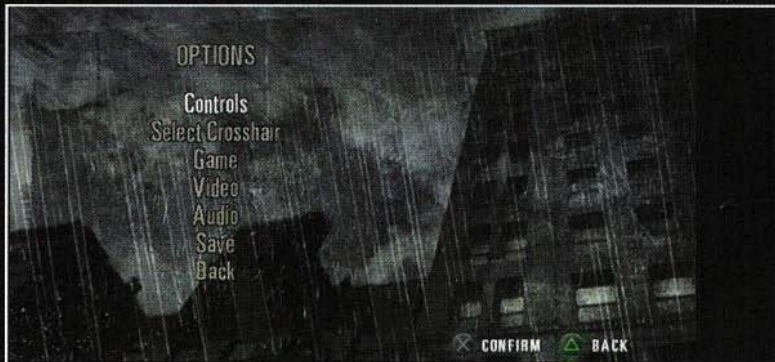 OPTIONS
Controls
Select Crosshair
Game
Video
Audio
Save
Back
CONFIRM BACK